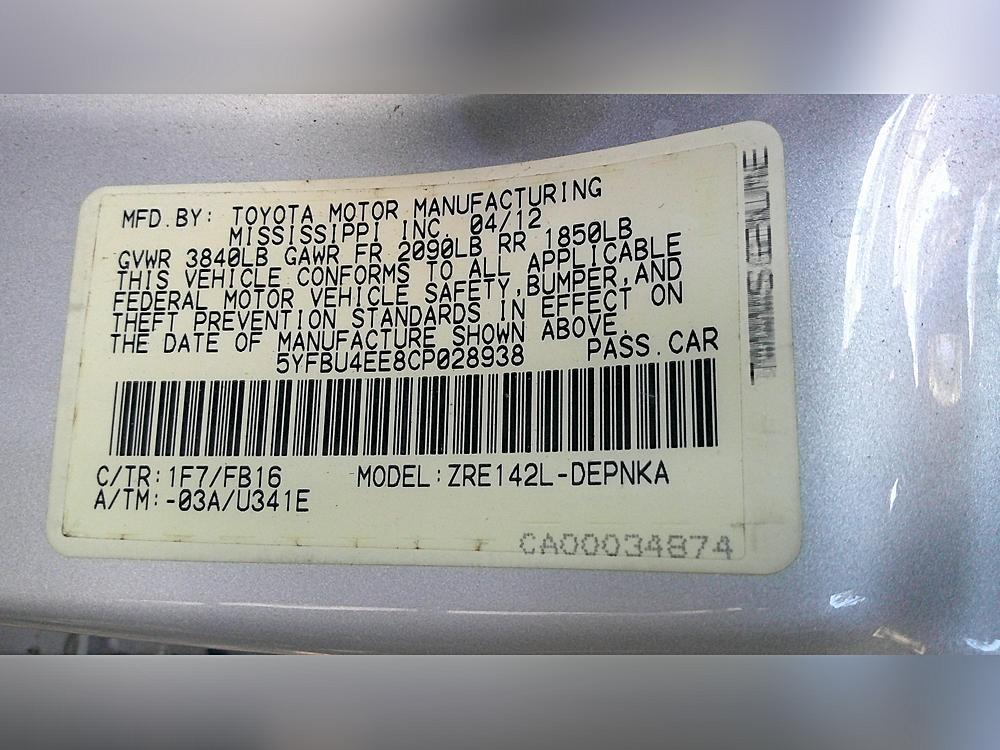 MFD.BY: TOYOTA MOTOR MANUFACTURING
MISSISSIPPI INC. 04/12
GVWR 3840LB GAWR FR 2090LB RR 1850LB
THIS VEHICLE CONFORMS TO ALL APPLICABLE
FEDERAL MOTOR VEHICLE SAFETY,BUMPER,AND
THEFT PREVENTION STANDARDS IN EFFECT ON
THE DATE OF MANUFACTURE SHOWN ABOVE.
5YFBU4EE8CP028938 PASS.CAR
C/TR:1F7/FB16 MODEL:ZRE142L-DEPNKA
A/TM:-03A/U341E
CA00034874